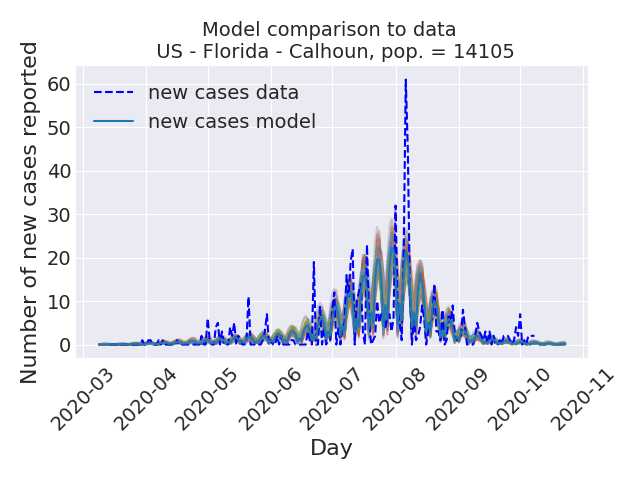 Model comparison to data
US - Florida - Calhoun, pop. = 14105
Number of new cases reported
60
50
40
30
20
10
0
new cases data
new cases model
2020-03
2020-04
2020-05
2020-06
2020-07
2020-08
2020-09
2020-10
2020-11
Day